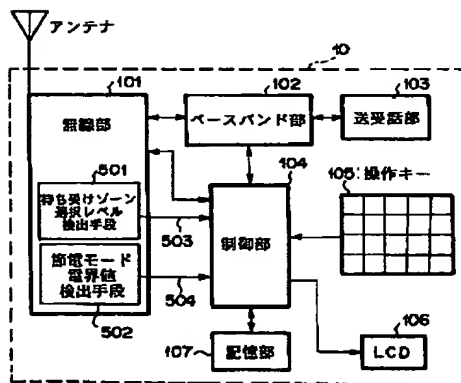 アンテナ
10
101
無線部
102
ベースバンド部
103
送受話部
104
制御部
105:操作キー
501
待ち受けゾーン
選択レベル
検出手段
503
節電モード
電界値
検出手段
504
502
107
記憶部
106
LCD